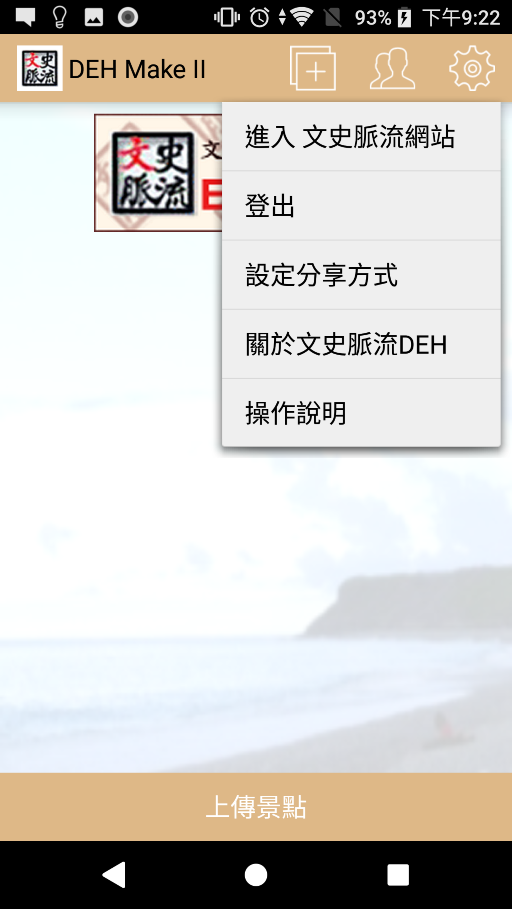 93%
下午9:22
文史
脈流
DEH Make II
文史
脈流
文
E
進入 文史脈流網站
登出
設定分享方式
關於文史脈流DEH
操作說明
上傳景點